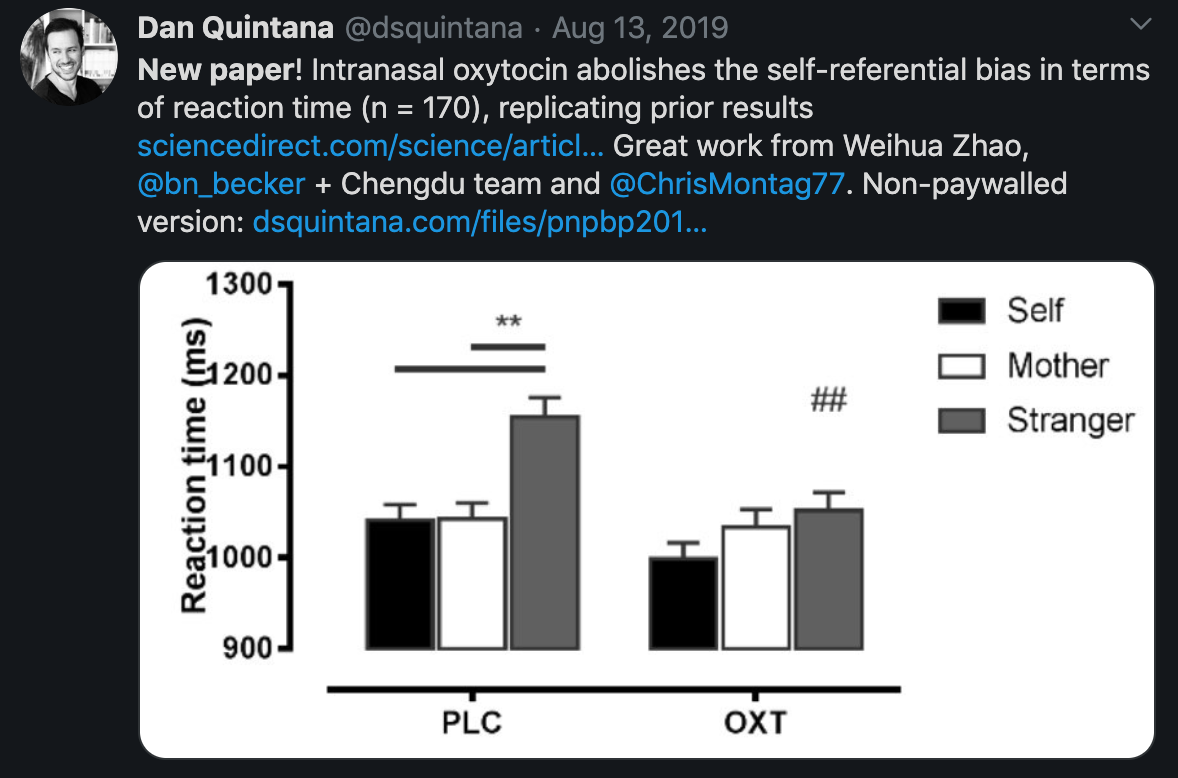 Dan Quintana @dsquintana · Aug 13, 2019
New paper! Intranasal oxytocin abolishes the self-referential bias in terms
of reaction time (n = 170), replicating prior results
sciencedirect.com/science/articl... Great work from Weihua Zhao,
@bn_becker + Chengdu team and @ChrisMontag77. Non-paywalled
version: dsquintana.com/files/pnpbp201...
1300
1200
1100
1000
900
Reaction time (ms)
**
##
Self
Mother
Stranger
PLC
OXT